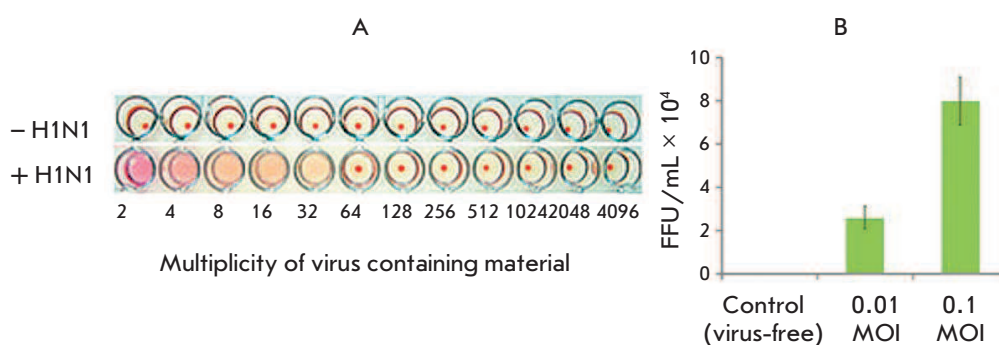 A
– H1N1
+ H1N1
2 4 8 16 32 64 128 256 512 1024 2048 4096
Multiplicity of virus containing material
B
FFU/mL × 10⁴
10
8
6
4
2
0
Control (virus-free)
0.01 MOI
0.1 MOI